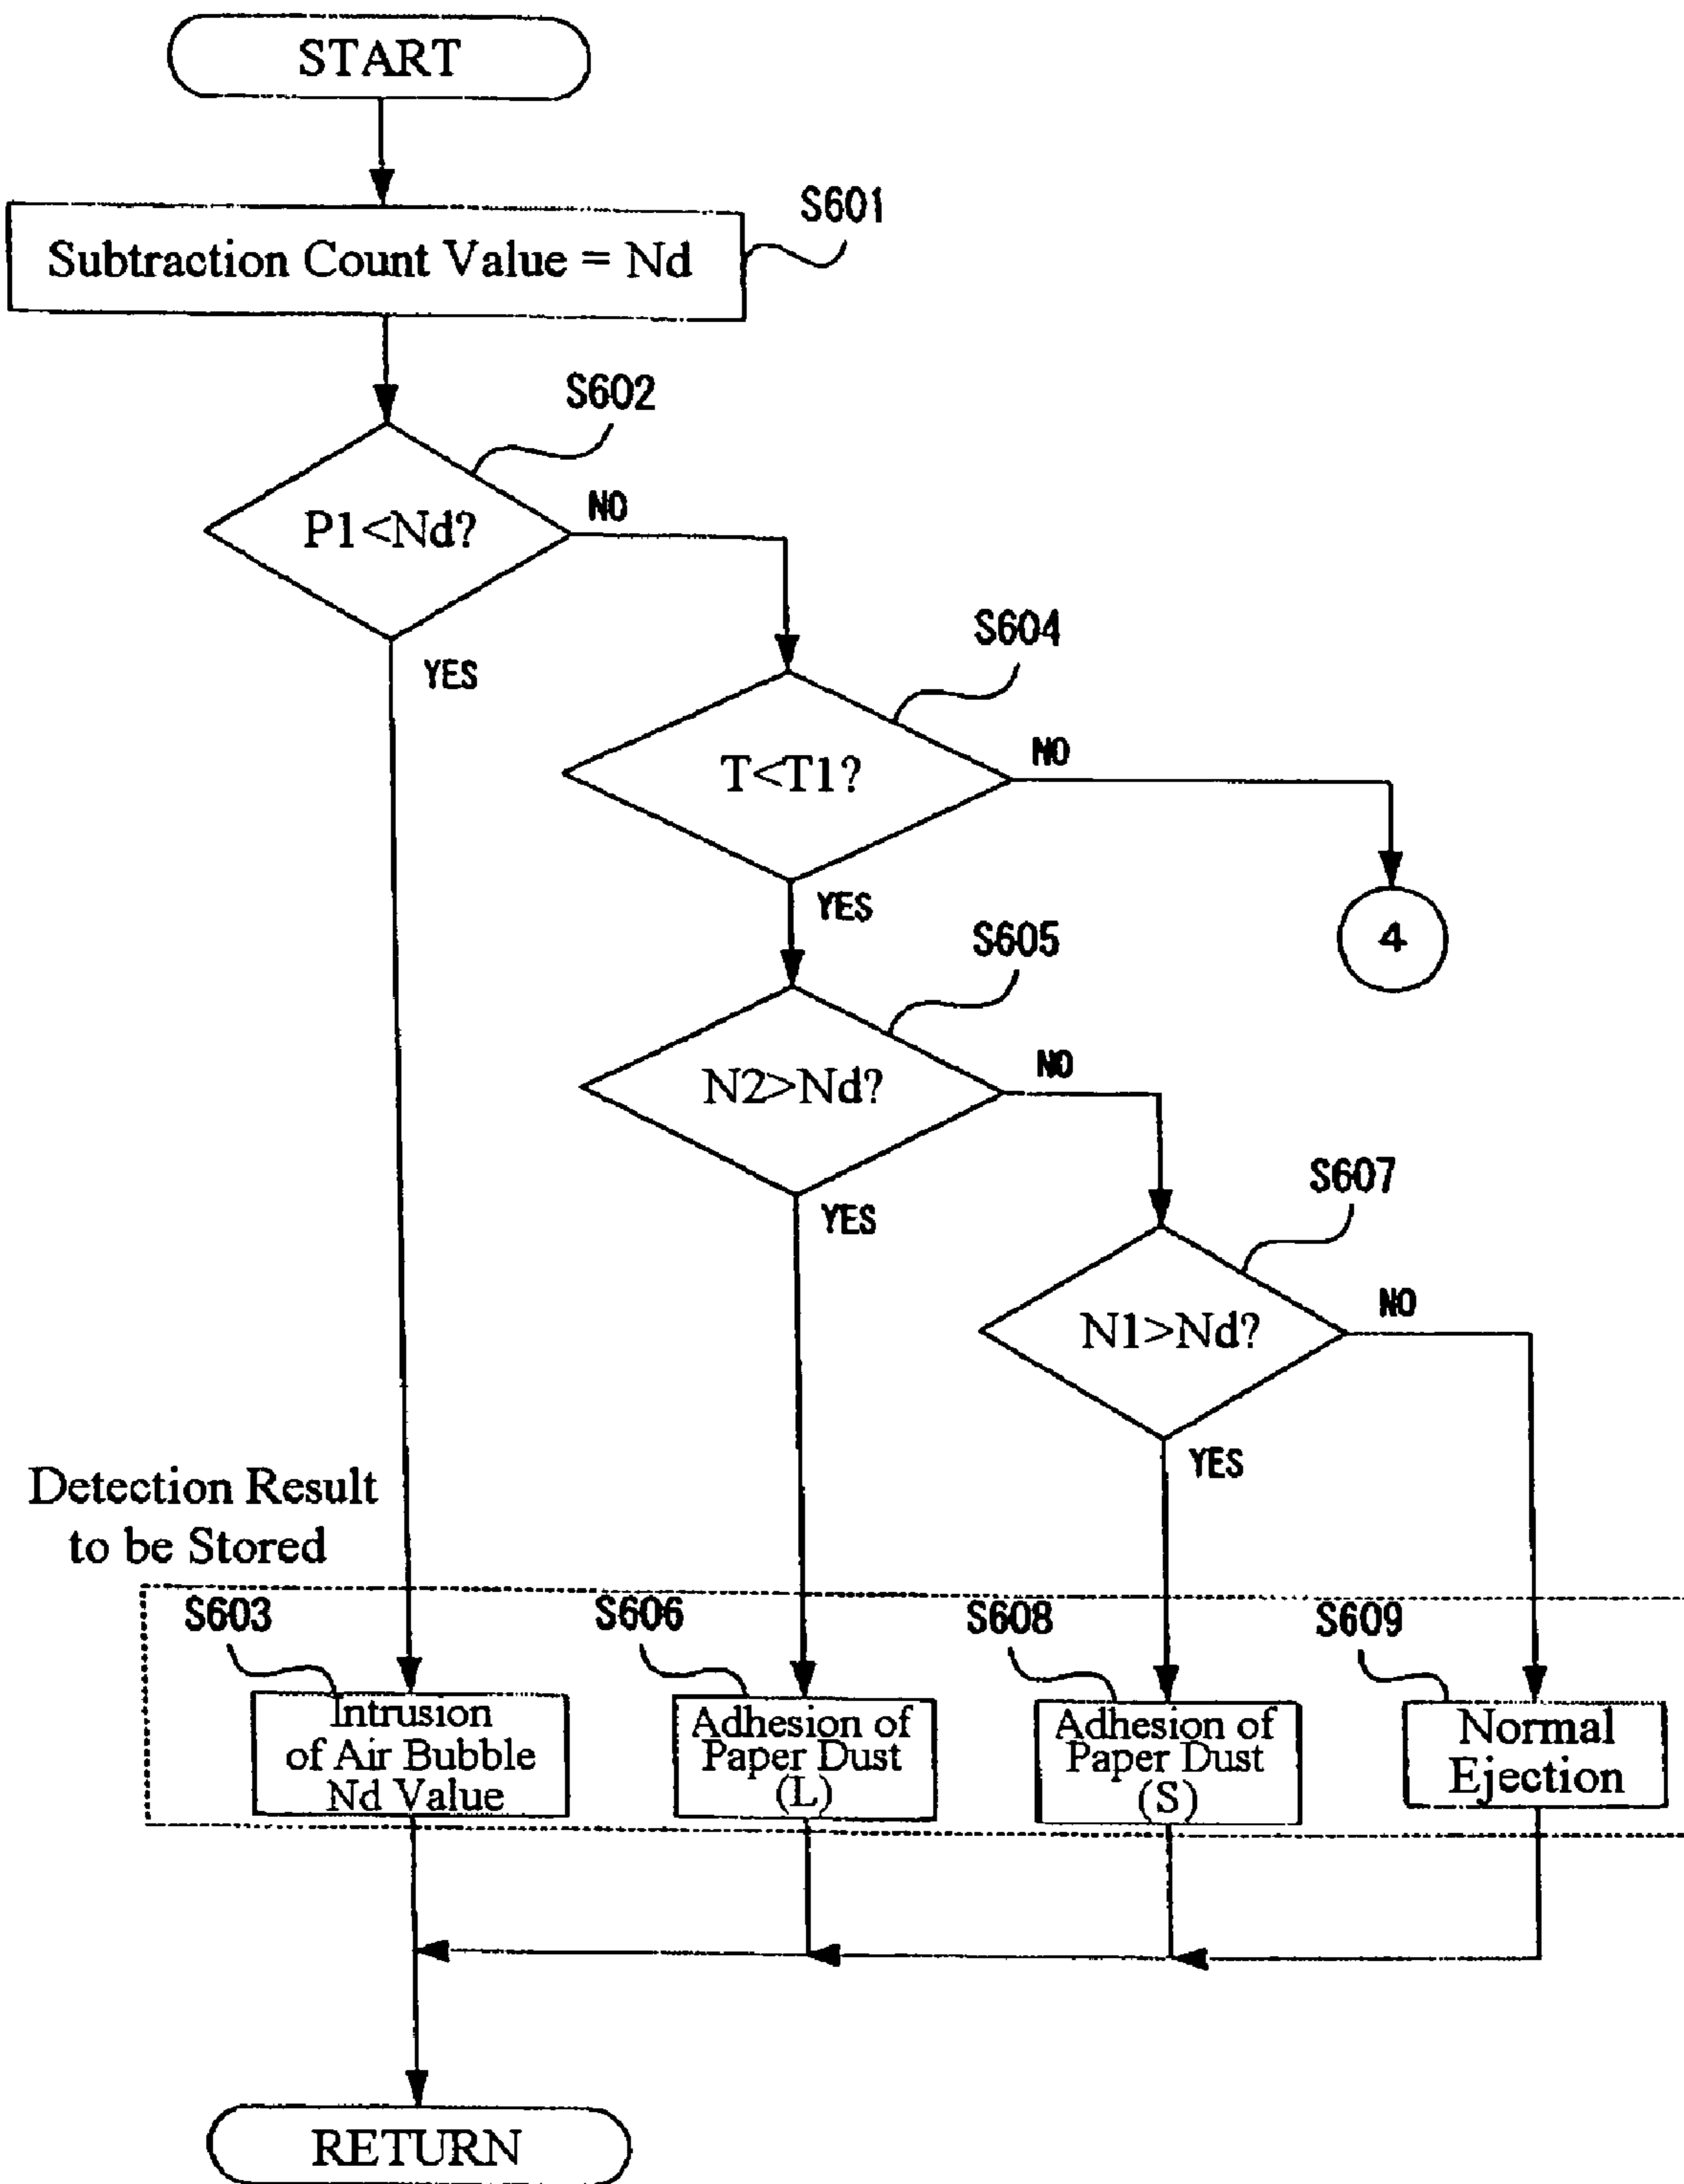 START
S601
Subtraction Count Value = Nd
S602
P1<Nd?
NO
YES
S604
T<T1?
NO
YES
4
S605
N2>Nd?
NO
YES
S607
N1>Nd?
NO
YES
Detection Result
to be Stored
S603
S606
S608
S609
Intrusion
of Air Bubble
Nd Value
Adhesion of
Paper Dust
(L)
Adhesion of
Paper Dust
(S)
Normal
Ejection
RETURN